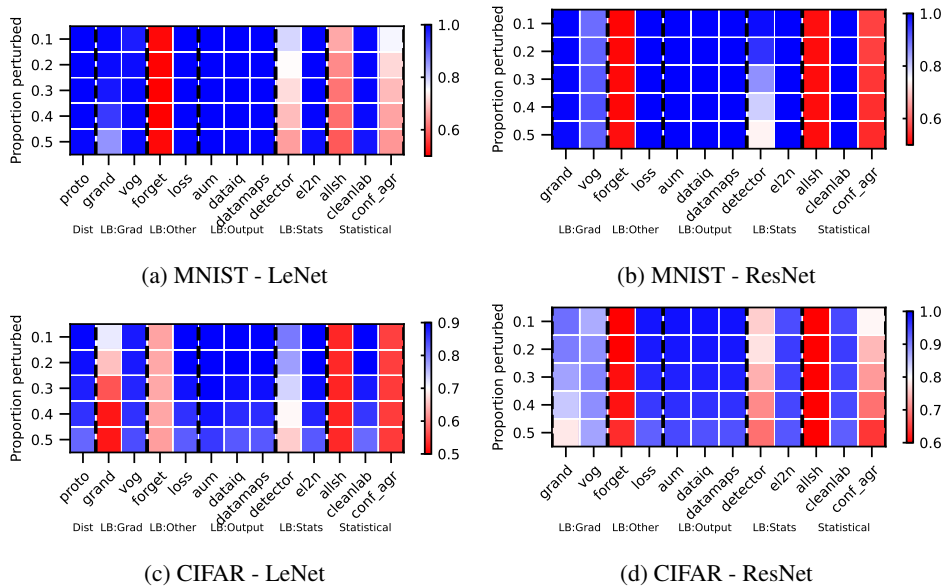 Proportion perturbed
0.1
0.2
0.3
0.4
0.5
1.0
0.8
0.6
proto grand vog forget loss aum dataiq datamaps detector el2n allsh cleanlab conf_agr
Dist LB:Grad LB:Other LB:Output LB:Stats Statistical
(a) MNIST - LeNet
Proportion perturbed
0.1
0.2
0.3
0.4
0.5
1.0
0.8
0.6
grand vog forget loss aum dataiq datamaps detector el2n allsh cleanlab conf_agr
LB:Grad LB:Other LB:Output LB:Stats Statistical
(b) MNIST - ResNet
Proportion perturbed
0.1
0.2
0.3
0.4
0.5
0.9
0.8
0.7
0.6
0.5
proto grand vog forget loss aum dataiq datamaps detector el2n allsh cleanlab conf_agr
Dist LB:Grad LB:Other LB:Output LB:Stats Statistical
(c) CIFAR - LeNet
Proportion perturbed
0.1
0.2
0.3
0.4
0.5
1.0
0.9
0.8
0.7
0.6
grand vog forget loss aum dataiq datamaps detector el2n allsh cleanlab conf_agr
LB:Grad LB:Other LB:Output LB:Stats Statistical
(d) CIFAR - ResNet